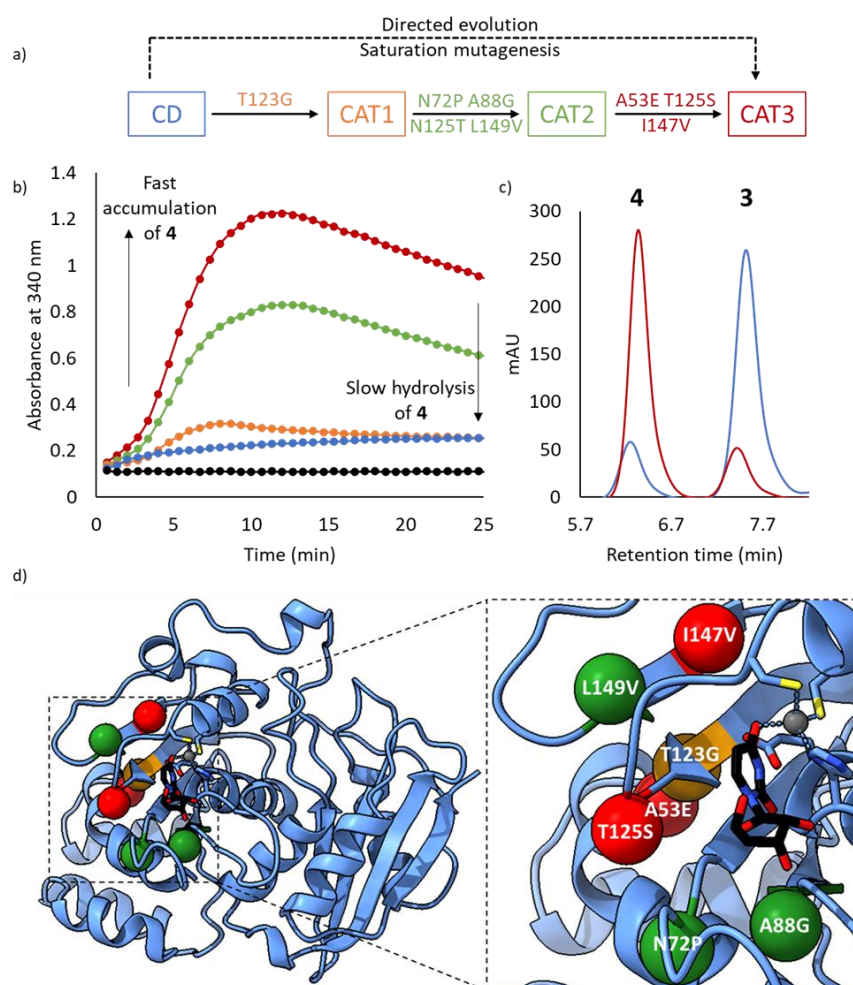 Directed evolution
a)
Saturation mutagenesis
CD
T123G
CAT1
N72P A88G
N125T L149V
CAT2
A53E T125S
I147V
CAT3
b)
Absorbance at 340 nm
1.4
1.2
1
0.8
0.6
0.4
0.2
0
Fast
accumulation
of 4
Slow hydrolysis
of 4
0 5 10 15 20 25
Time (min)
c)
4 3
mAU
300
250
200
150
100
50
0
5.7 6.7 7.7
Retention time (min)
d)
I147V
L149V
T123G
A53E
T125S
N72P
A88G